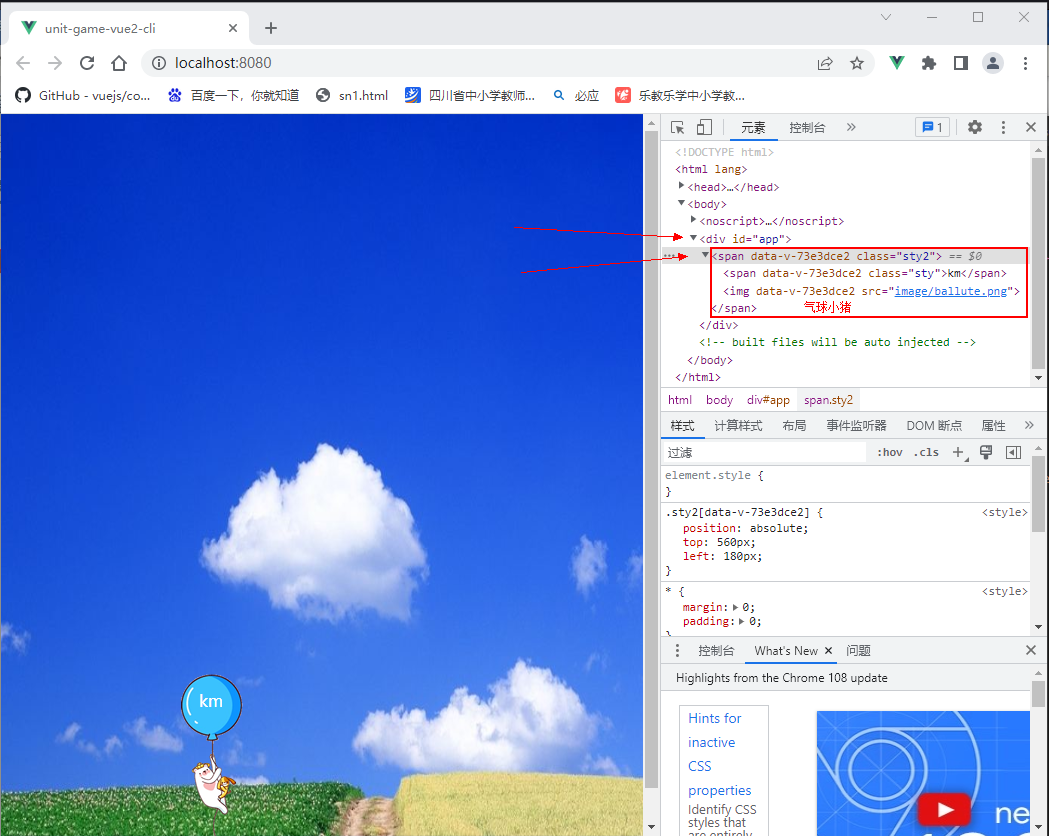 unit-game-vue2-cli
localhost:8080
GitHub - vuejs/co...
百度一下，你就知道
sn1.html
四川省中小学教师...
必应
乐教乐学中小学教...
km
元素
控制台
1
<!DOCTYPE html>
<html lang>
<head>…</head>
<body>
<noscript>…</noscript>
<div id="app">
<span data-v-73e3dce2 class="sty2"> == $0
<span data-v-73e3dce2 class="sty">km</span>
<img data-v-73e3dce2 src="image/ballute.png">
</span>
气球小猪
</div>
<!-- built files will be auto injected -->
</body>
</html>
html body div#app span.sty2
样式 计算样式 布局 事件监听器 DOM 断点 属性
过滤
:hov .cls
element.style {
}
.sty2[data-v-73e3dce2] { <style>
position: absolute;
top: 560px;
left: 180px;
}
* { <style>
margin: 0;
padding: 0;
}
控制台 What's New 问题
Highlights from the Chrome 108 update
Hints for
inactive
CSS
properties
Identify CSS
styles that
are entirely
ne